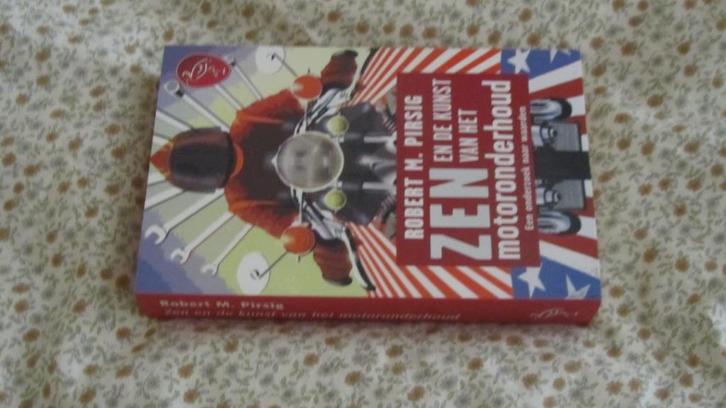 ROBERT M. PIRSIG
ZEN EN DE KUNST
VAN HET
motoronderhoud
Een onderzoek naar waarden
Robert M. Pirsig
Zen en de kunst van het motoronderhoud